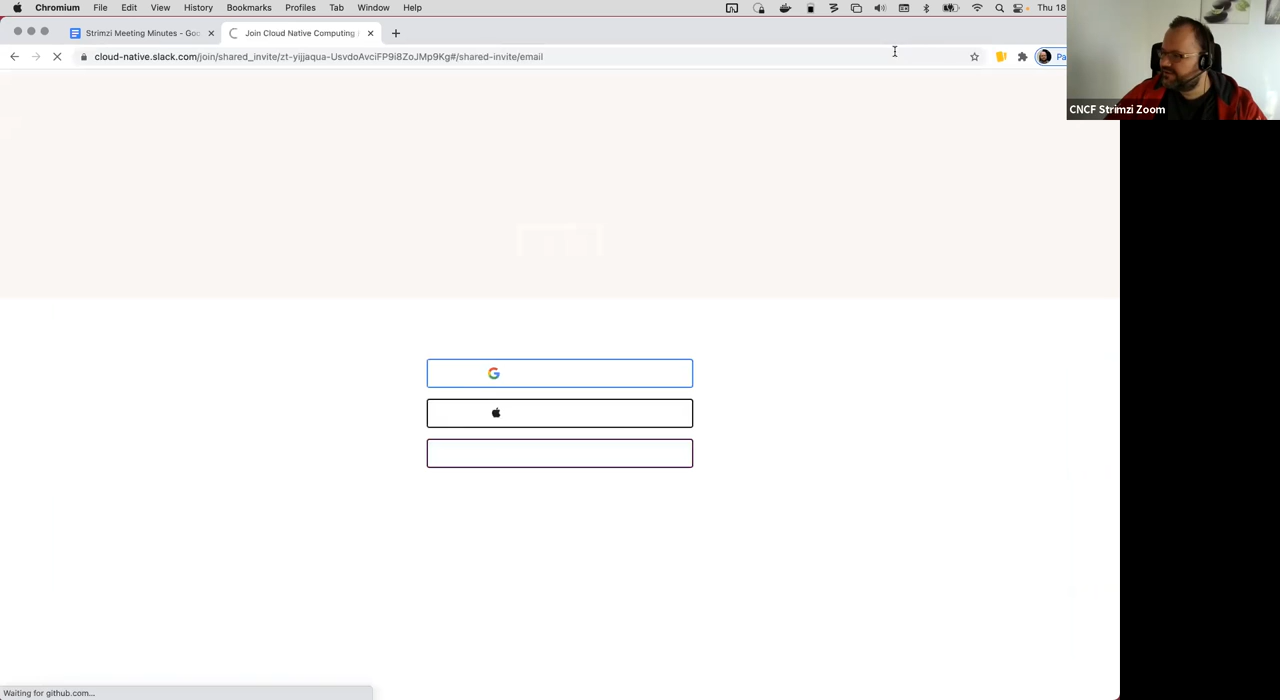 Chromium File Edit View History Bookmarks Profiles Tab Window Help Thu 18
Strimzi Meeting Minutes - Goo
Join Cloud Native Computing
cloud-native.slack.com/join/shared_invite/zt-yijjaqua-UsvdoAvciFP9i8ZoJMp9Kg#/shared-invite/email
Pa
CNCF Strimzi Zoom
Waiting for github.com...